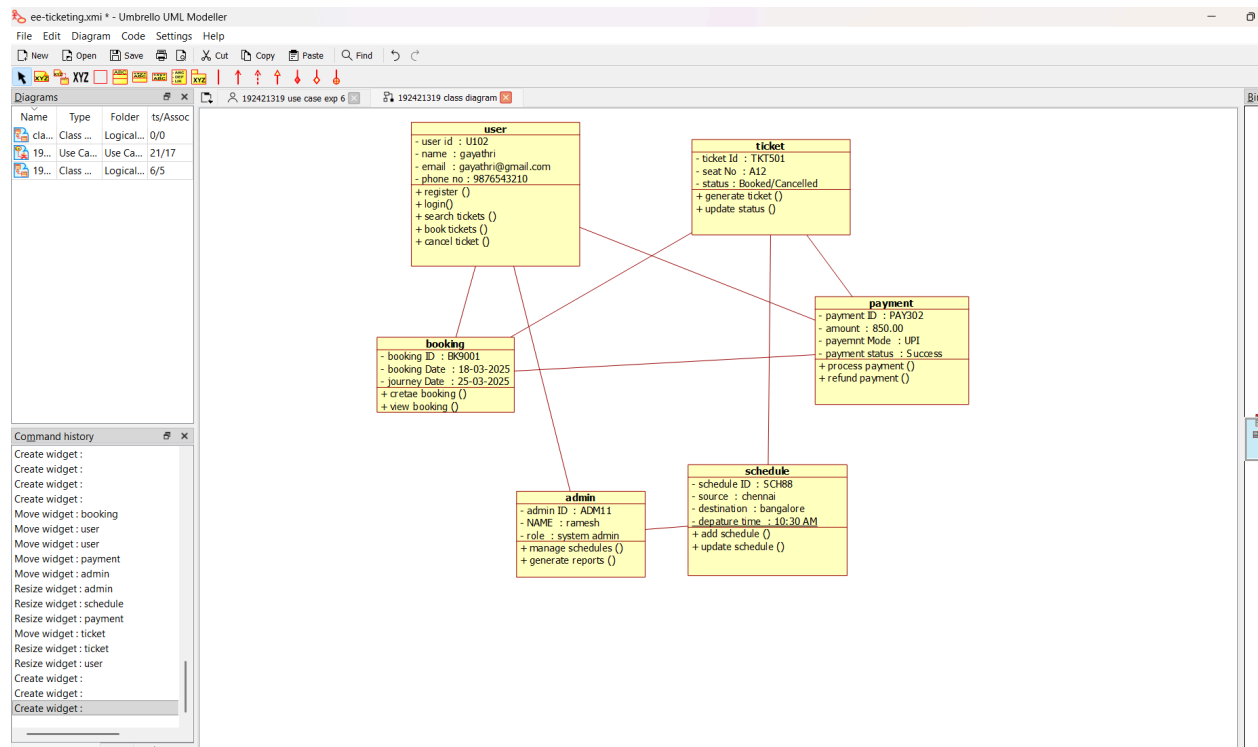 ee-ticketing.xmi * - Umbrello UML Modeller
File Edit Diagram Code Settings Help
New Open Save Cut Copy Paste Find
XYZ XYZ ABC ABC XYZ
Diagrams
192421319 use case exp 6
192421319 class diagram
Name Type Folder ts/Assoc
cla... Class ... Logical... 0/0
19... Use Ca... Use Ca... 21/17
19... Class ... Logical... 6/5
user
- user id : U102
- name : gayathri
- email : gayathri@gmail.com
- phone no : 9876543210
+ register ()
+ login()
+ search tickets ()
+ book tickets ()
+ cancel ticket ()
ticket
- ticket Id : TKT501
- seat No : A12
- status : Booked/Cancelled
+ generate ticket ()
+ update status ()
payment
- payment ID : PAY302
- amount : 850.00
- payemnt Mode : UPI
- payment status : Success
+ process payment ()
+ refund payment ()
booking
- booking ID : BK9001
- booking Date : 18-03-2025
- journey Date : 25-03-2025
+ cretae booking ()
+ view booking ()
admin
- admin ID : ADM11
- NAME : ramesh
- role : system admin
+ manage schedules ()
+ generate reports ()
schedule
- schedule ID : SCH88
- source : chennai
- destination : bangalore
- depature time : 10:30 AM
+ add schedule ()
+ update schedule ()
Command history
Create widget :
Create widget :
Create widget :
Create widget :
Move widget : booking
Move widget : user
Move widget : user
Move widget : payment
Move widget : admin
Resize widget : admin
Resize widget : schedule
Resize widget : payment
Move widget : ticket
Resize widget : ticket
Resize widget : user
Create widget :
Create widget :
Create widget :